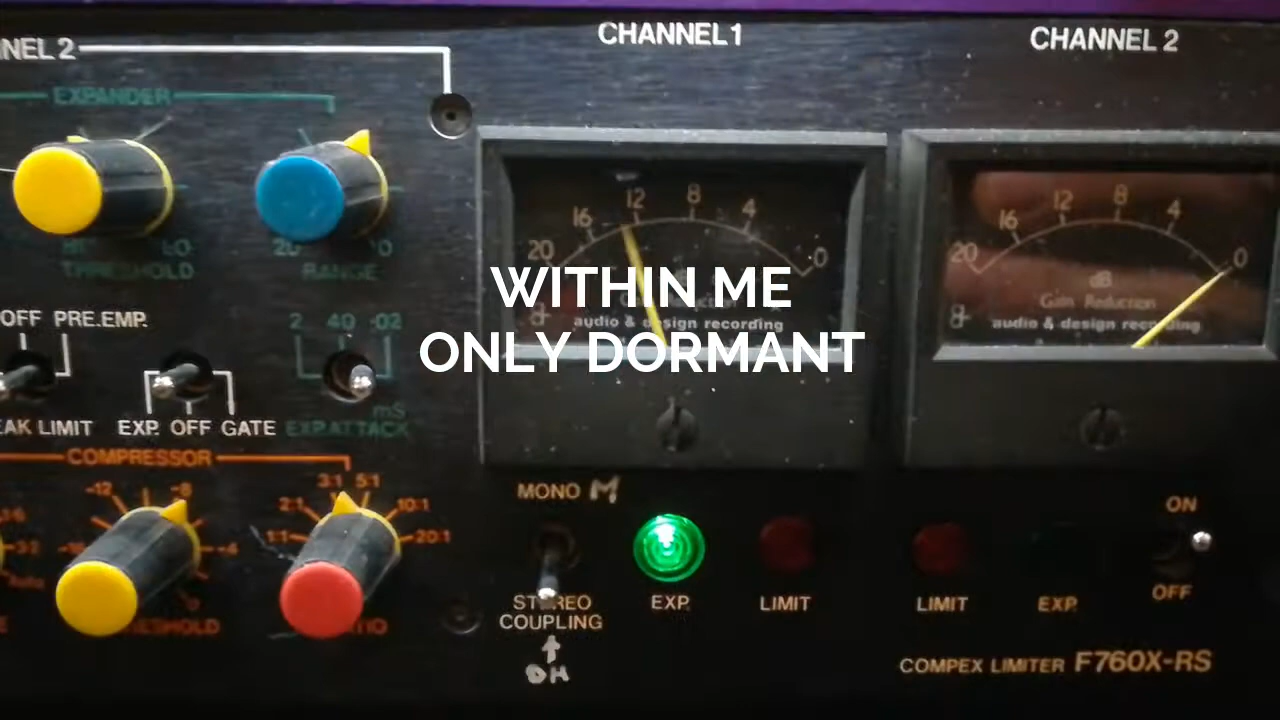 CHANNEL 1
CHANNEL 2
NEL 2
EXPANDER
20 16 12 8 4 0
20 16 12 8 4 0
THRESHOLD
RANGE
WITHIN ME
ONLY DORMANT
dB
Gain Reduction
audio & design recording
audio & design recording
OFF PRE.EMP.
2 40 .02
mS
EAK LIMIT
EXP. OFF GATE
EXP.ATTACK
COMPRESSOR
-12 -8
-4
1:1 2:1 3:1 5:1 10:1 20:1
MONO M
ON
OFF
STEREO
COUPLING
EXP.
LIMIT
LIMIT
EXP.
COMPEX LIMITER F760X-RS